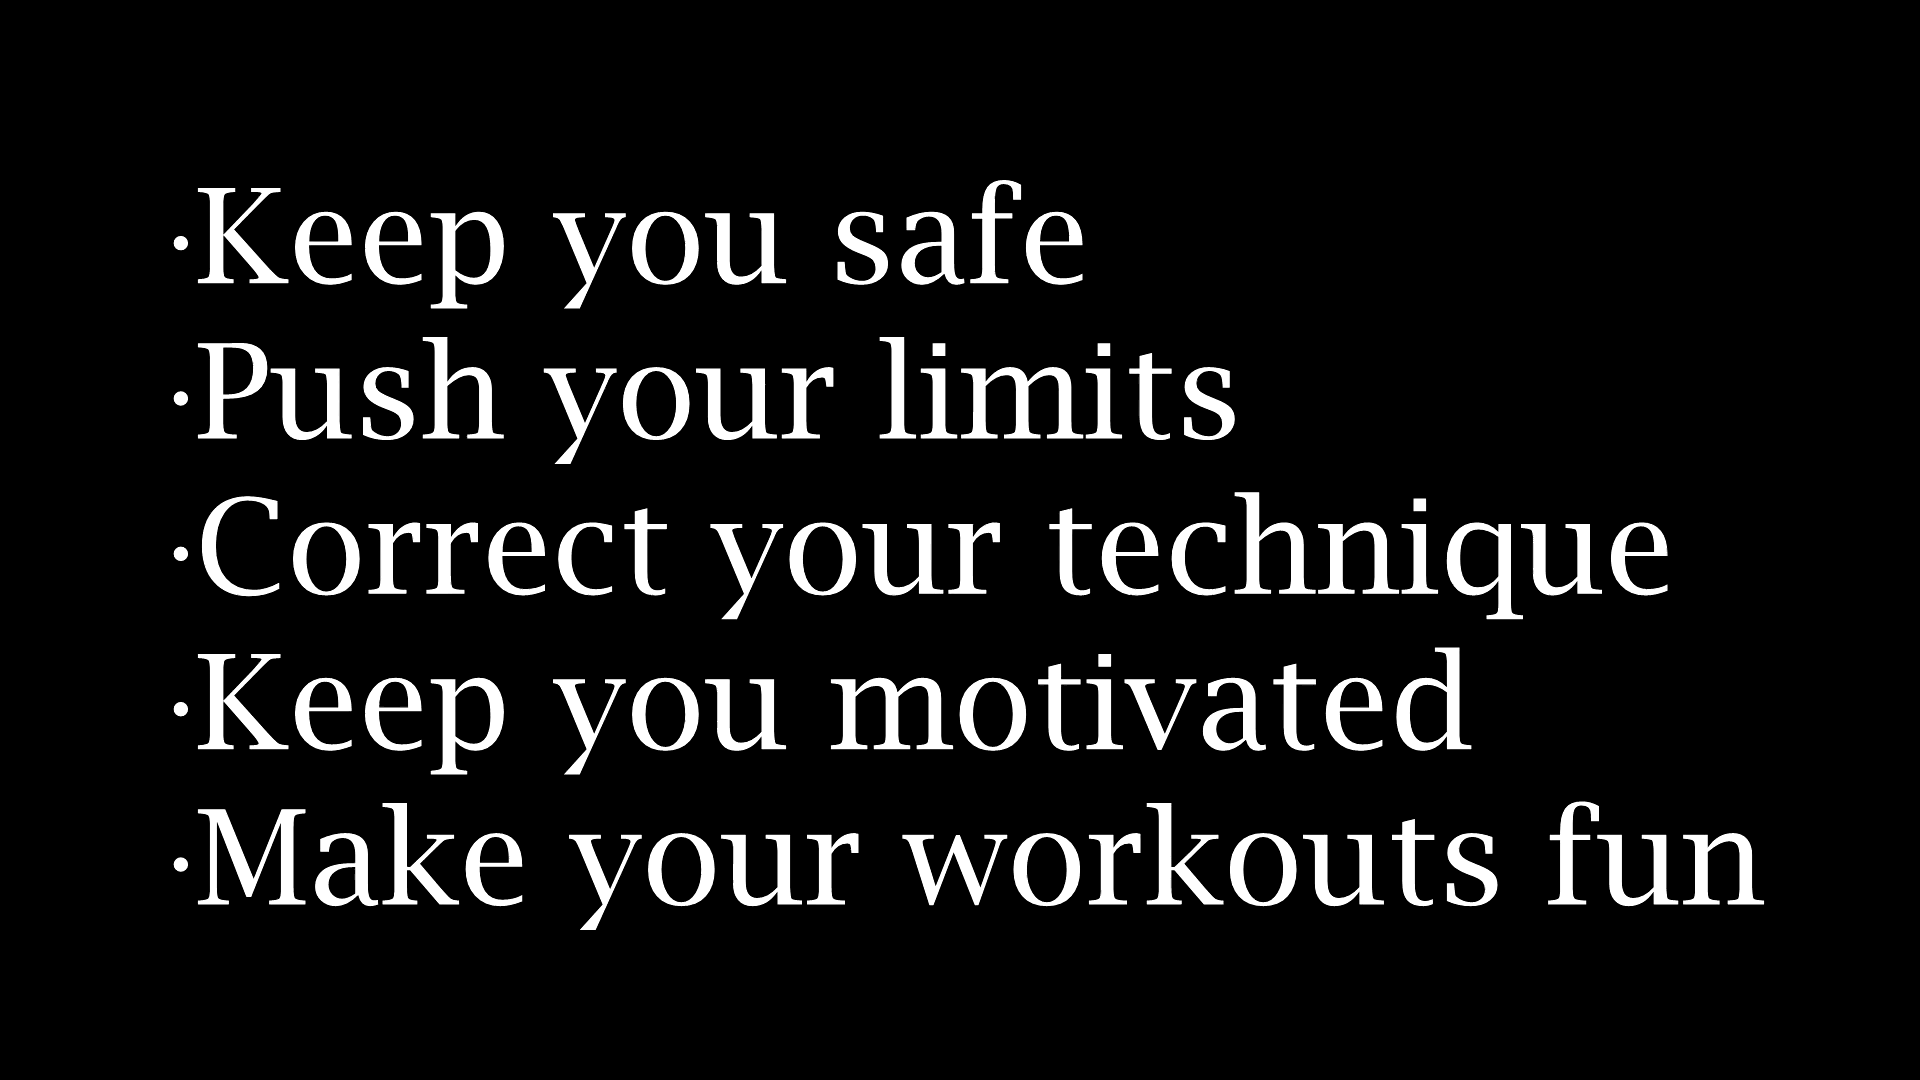 ·Keep you safe
·Push your limits
·Correct your technique
·Keep you motivated
·Make your workouts fun